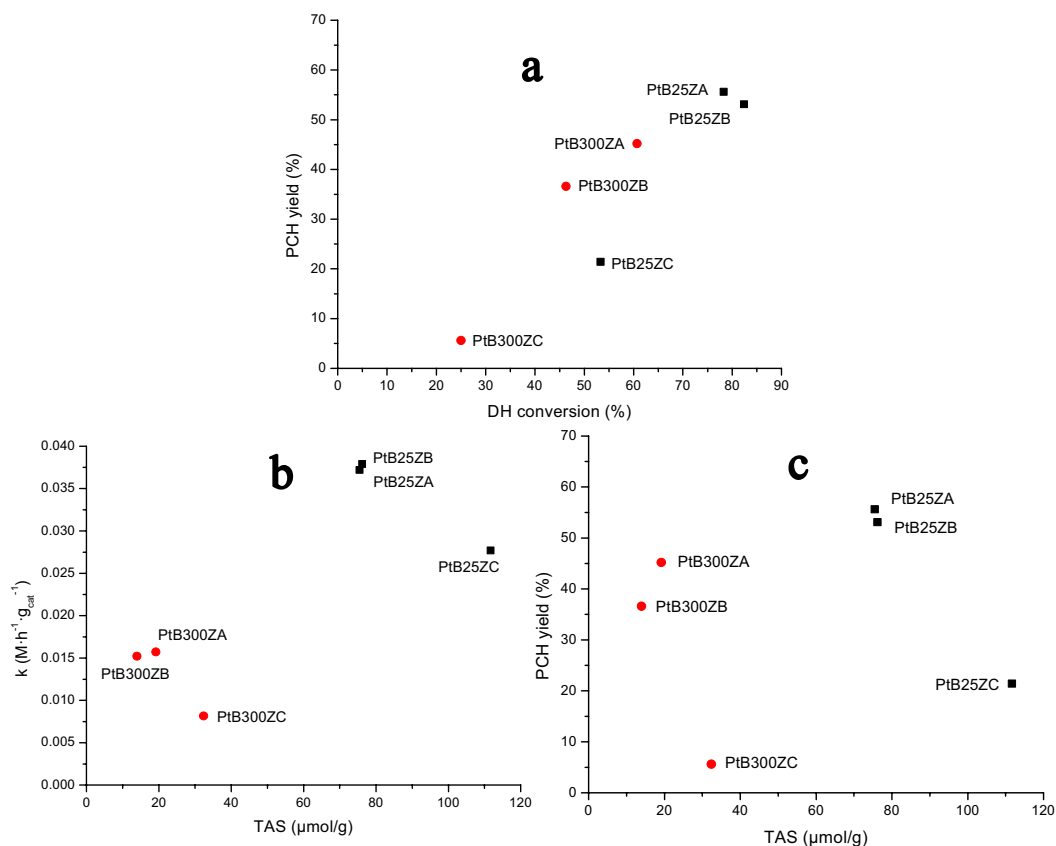 a
PCH yield (%)
70
60
50
40
30
20
10
0
PtB25ZA
PtB25ZB
PtB300ZA
PtB300ZB
PtB25ZC
PtB300ZC
0 10 20 30 40 50 60 70 80 90
DH conversion (%)
b
k (M·h⁻¹·g_cat⁻¹)
0.040
0.035
0.030
0.025
0.020
0.015
0.010
0.005
0.000
PtB25ZB
PtB25ZA
PtB25ZC
PtB300ZA
PtB300ZB
PtB300ZC
0 20 40 60 80 100 120
TAS (µmol/g)
c
PCH yield (%)
70
60
50
40
30
20
10
0
PtB25ZA
PtB25ZB
PtB300ZA
PtB300ZB
PtB25ZC
PtB300ZC
0 20 40 60 80 100 120
TAS (µmol/g)